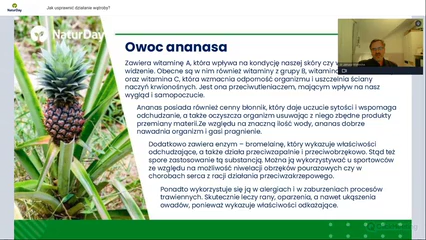 NaturDay
Jak usprawnić działanie wątroby?
NaturDay
Owoc ananasa
Zawiera witaminę A, która wpływa na kondycję naszej skóry czy
widzenie. Obecne są w nim również witaminy z grupy B, witamina
oraz witamina C, która wzmacnia odporność organizmu i uszczelnia ściany
naczyń krwionośnych. Jest ona przeciwutleniaczem, mającym wpływ na nasz
wygląd i samopoczucie.
Ananas posiada również cenny błonnik, który daje uczucie sytości i wspomaga
odchudzanie, a także oczyszcza organizm usuwając z niego zbędne produkty
przemiany materii.Ze względu na znaczną ilość wody, ananas dobrze
nawadnia organizm i gasi pragnienie.
Dodatkowo zawiera enzym – bromelainę, który wykazuje właściwości
odchudzające, a także działa przeciwzapalnie i przeciwobrzękowo. Stąd też
spore zastosowanie tą substancją. Można ją wykorzystywać u sportowców
ze względu na możliwość niwelacji obrzęków pourazowych czy w
chorobach serca z racji działania przeciwzakrzepowego.
Ponadto wykorzystuje się ją w alergiach i w zaburzeniach procesów
trawiennych. Skutecznie leczy rany, oparzenia, a nawet ukąszenia
owadów, ponieważ wykazuje właściwości odkażające.